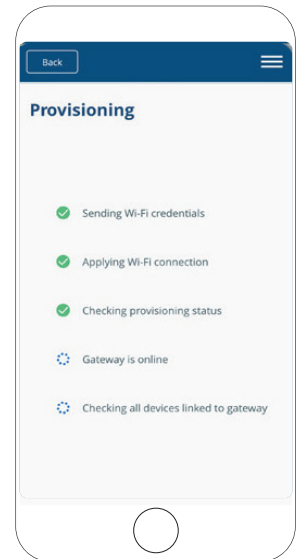 Back
Provisioning
Sending Wi-Fi credentials
Applying Wi-Fi connection
Checking provisioning status
Gateway is online
Checking all devices linked to gateway